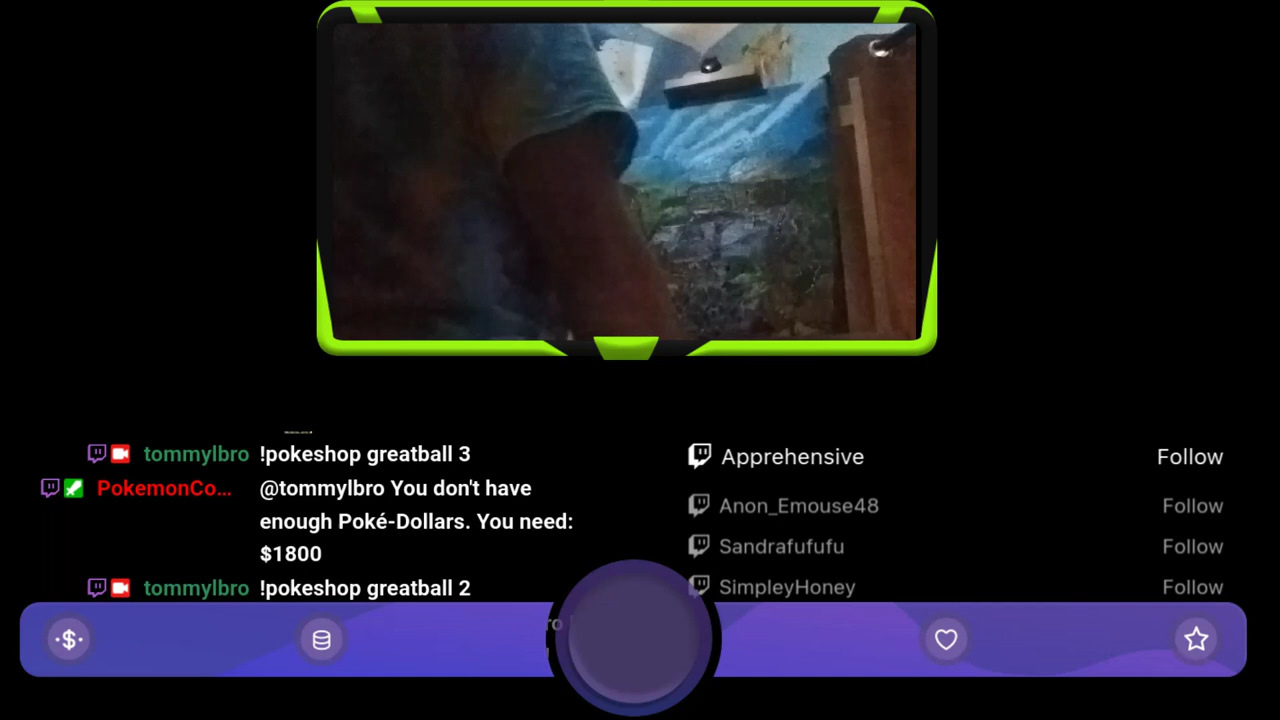 tommylbro !pokeshop greatball 3
PokemonCo... @tommylbro You don't have
enough Poké-Dollars. You need:
$1800
tommylbro !pokeshop greatball 2
Apprehensive Follow
Anon_Emouse48 Follow
Sandrafufufu Follow
SimpleyHoney Follow
ro
$